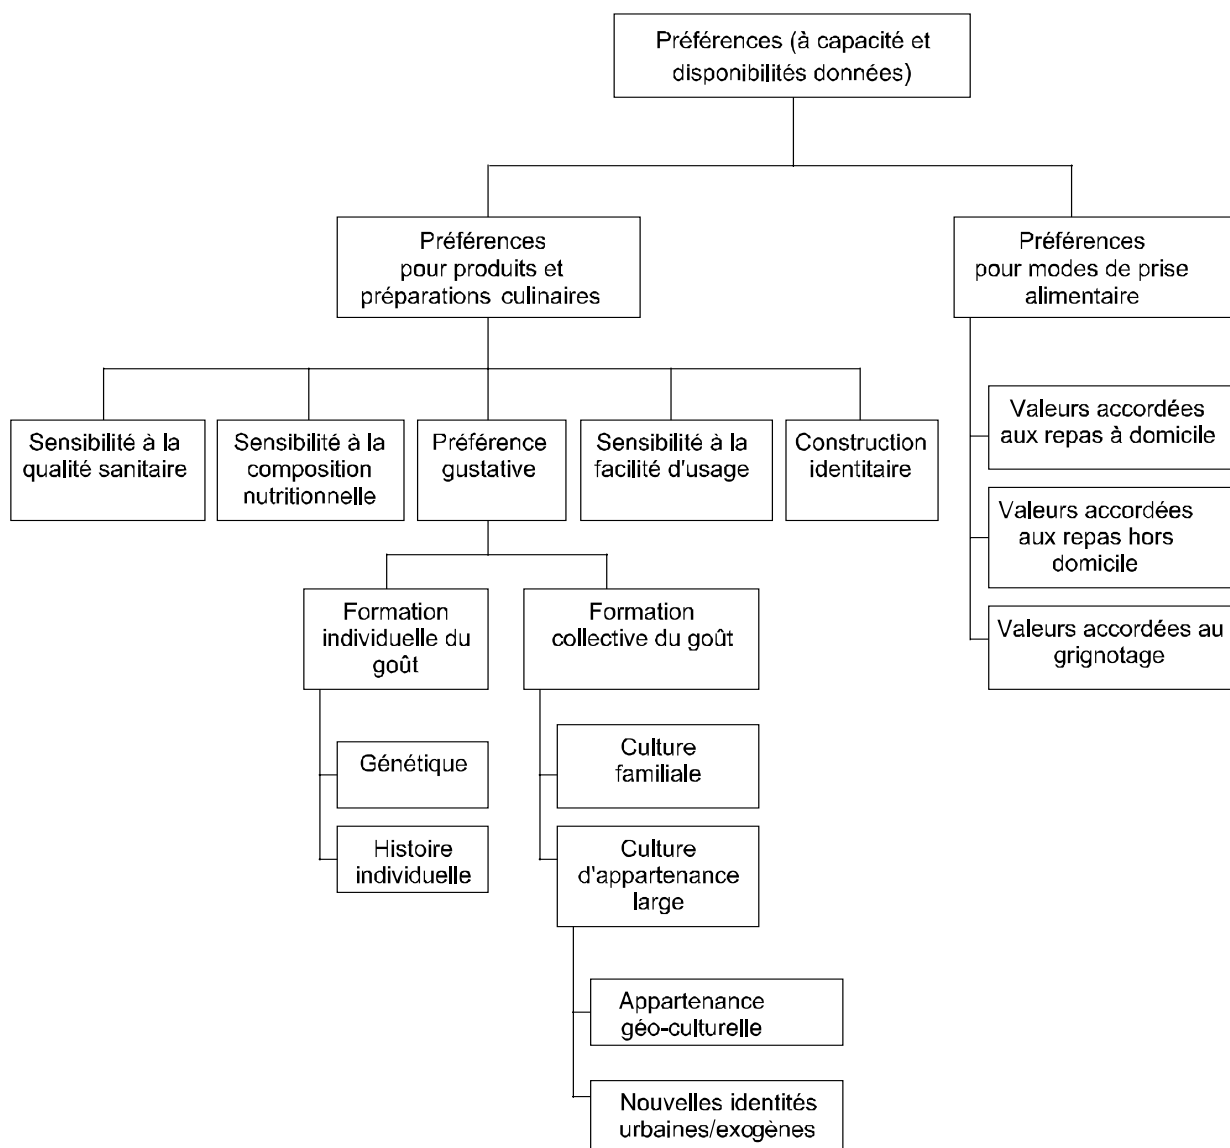 Préférences (à capacité et
disponibilités données)
Préférences
pour produits et
préparations culinaires
Préférences
pour modes de prise
alimentaire
Sensibilité à la
qualité sanitaire
Sensibilité à la
composition
nutritionnelle
Préférence
gustative
Sensibilité à la
facilité d'usage
Construction
identitaire
Valeurs accordées
aux repas à domicile
Valeurs accordées
aux repas hors
domicile
Valeurs accordées au
grignotage
Formation
individuelle du
goût
Formation
collective du goût
Génétique
Histoire
individuelle
Culture
familiale
Culture
d'appartenance
large
Appartenance
géo-culturelle
Nouvelles identités
urbaines/exogènes